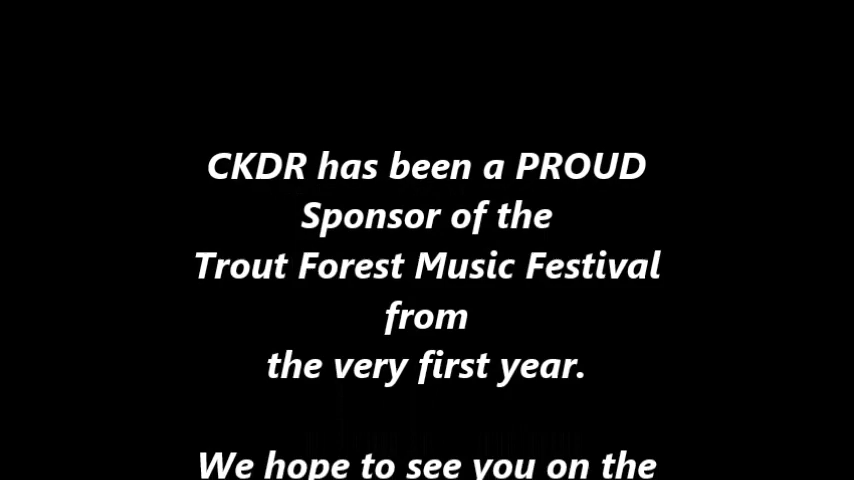 CKDR has been a PROUD
Sponsor of the
Trout Forest Music Festival
from
the very first year.
We hope to see you on the